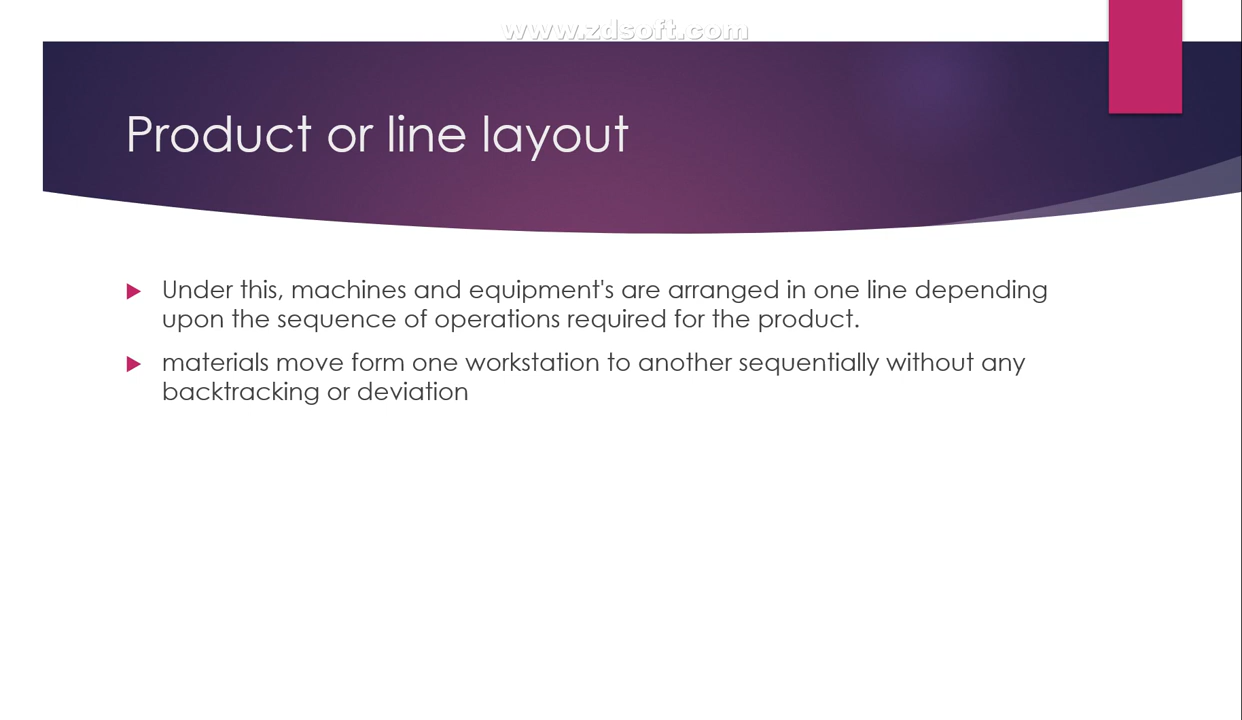 www.zdsoft.com
Product or line layout
Under this, machines and equipment's are arranged in one line depending
upon the sequence of operations required for the product.
materials move form one workstation to another sequentially without any
backtracking or deviation